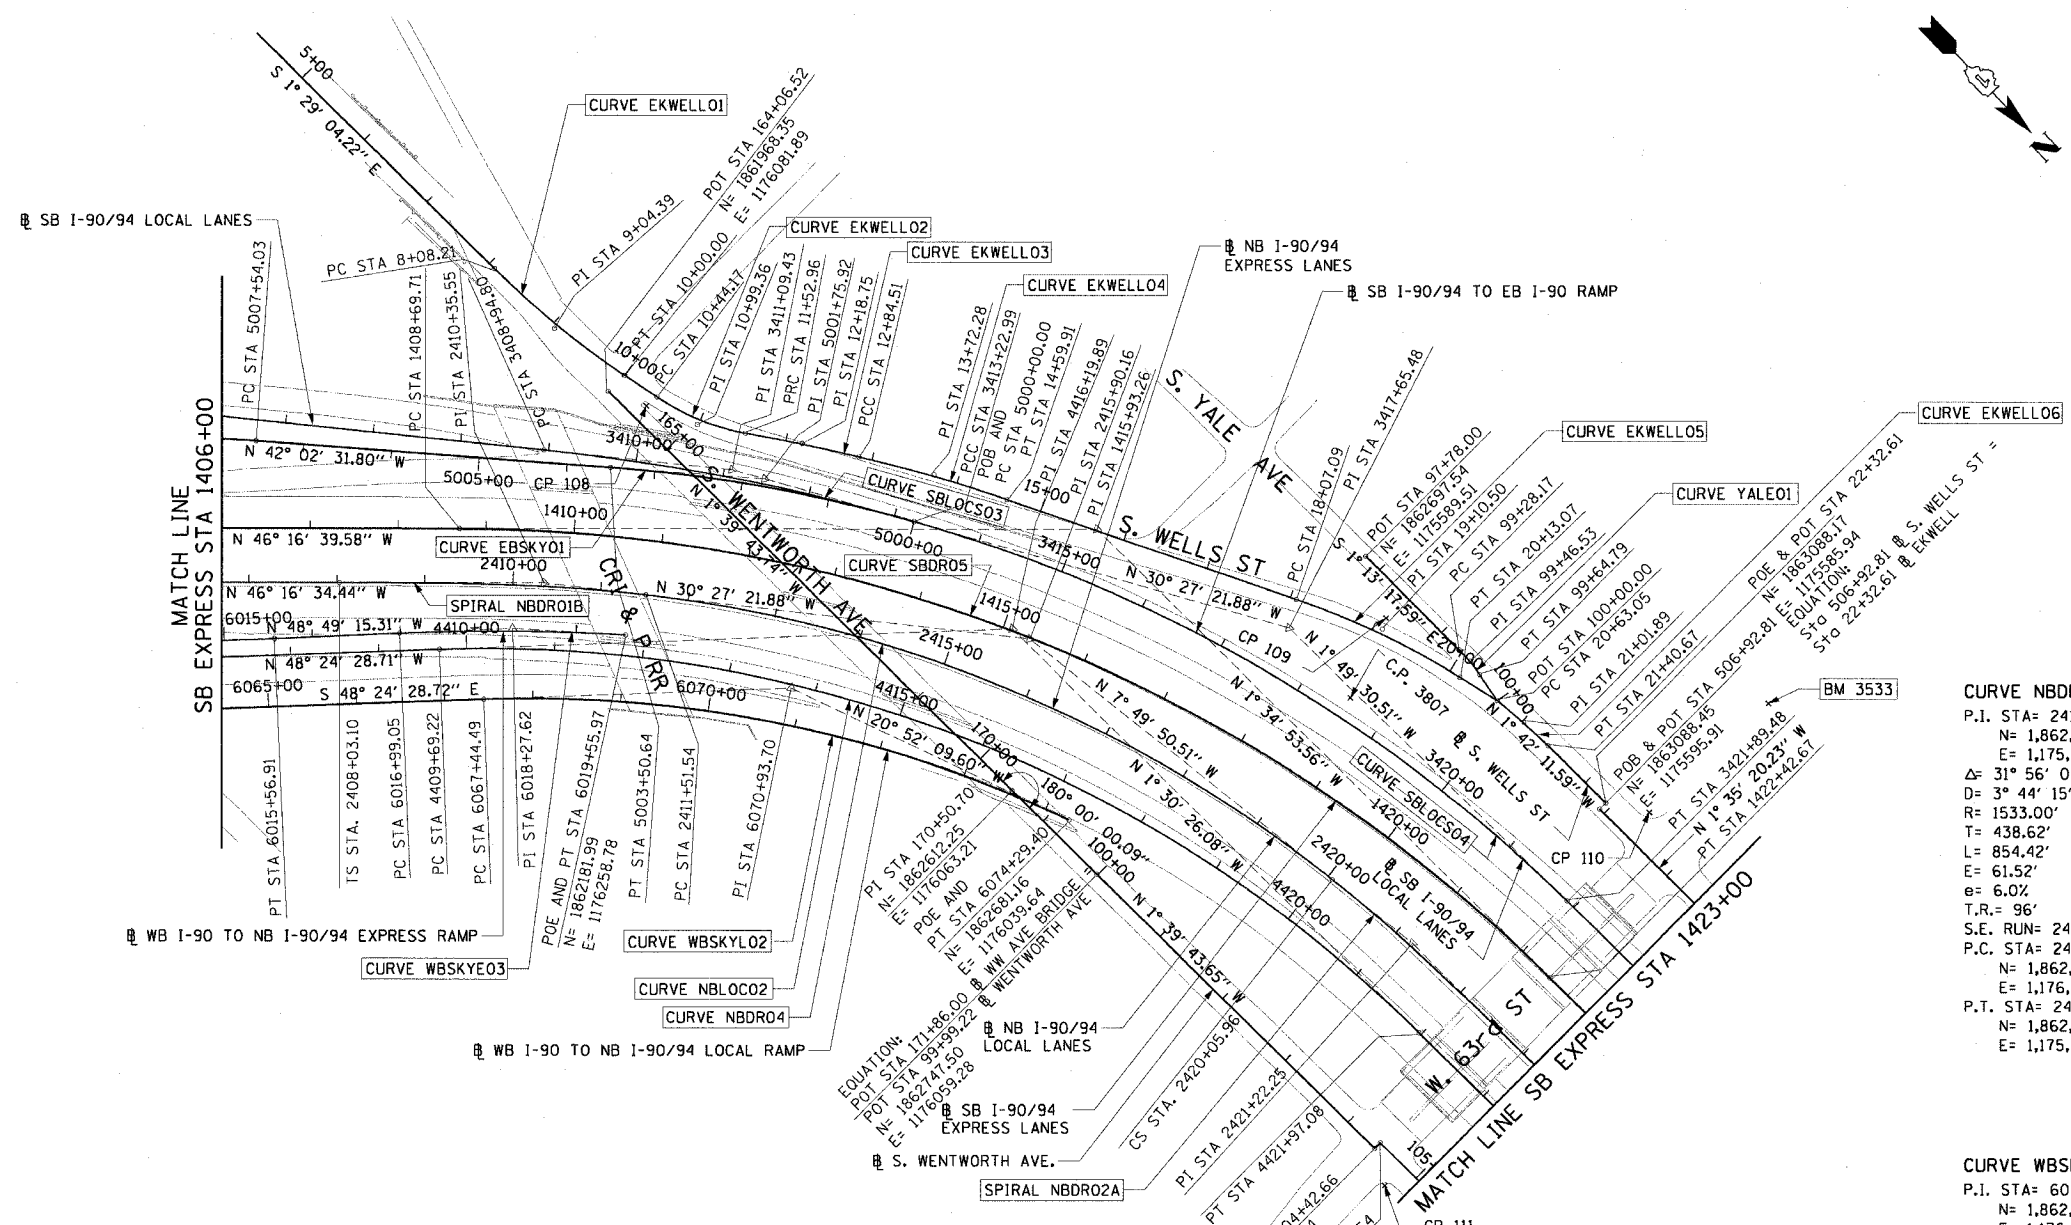 5+00
S 1° 29' 04.22" E
CURVE EKWELL01
POT STA 164+06.52
N= 1861968.35
E= 1176081.89
PI STA 9+04.39
PC STA 8+08.21
℄ SB I-90/94 LOCAL LANES
PC STA 5007+54.03
PC STA 1408+69.71
PI STA 2410+35.55
PC STA 3408+94.80
PT STA 10+00.00
10+00
PC STA 10+44.17
PI STA 10+99.36
CURVE EKWELL02
PI STA 3411+09.43
PRC STA 11+52.96
PI STA 5001+75.92
PI STA 12+18.75
PCC STA 12+84.51
CURVE EKWELL03
PI STA 13+72.28
CURVE EKWELL04
PCC STA 3413+22.99
POB AND
PC STA 5000+00.00
PT STA 14+59.91
PI STA 4416+19.89
PI STA 2415+90.16
PI STA 1415+93.26
℄ NB I-90/94
EXPRESS LANES
℄ SB I-90/94 TO EB I-90 RAMP
S. YALE AVE
PC STA 18+07.09
PI STA 3417+65.48
POT STA 97+78.00
N= 1862697.54
E= 1175589.51
PI STA 19+10.50
PC STA 99+28.17
PT STA 20+13.07
PI STA 99+46.53
PT STA 99+64.79
POT STA 100+00.00
PC STA 20+63.05
PI STA 21+01.89
PT STA 21+40.67
CURVE EKWELL05
CURVE YALE01
CURVE EKWELL06
POE & POT STA 22+32.61
N= 1863088.17
E= 1175585.94
EQUATION:
Sta 506+92.81 ℄ S. WELLS ST =
Sta 22+32.61 ℄ EKWELL
POB & POT STA 506+92.81
N= 1863088.45
E= 1175595.91
BM 3533
PT STA 3421+89.48
N 1° 35' 20.23" W
PT STA 1422+42.67
N
MATCH LINE
SB EXPRESS STA 1406+00
N 42° 02' 31.80" W
5005+00
CP 108
3410+00
165+00
1410+00
N 46° 16' 39.58" W
CURVE EBSKY01
2410+00
S. WENTWORTH AVE
N 1° 39' 43.74" W
CURVE SBLOCS03
15+00
S. WELLS ST
5000+00
3415+00
CURVE SBDR05
N 30° 27' 21.88" W
S 1° 13' 17.59" E
20+00
100+00
N 46° 16' 34.44" W
SPIRAL NBDR01B
CRI & P RR
N 30° 27' 21.88" W
1415+00
CP 109
N 1° 49' 30.51" W
C.P. 3807
N 1° 42' 11.59" W
6015+00
N 48° 49' 15.31" W
4410+00
2415+00
N 48° 24' 28.71" W
6065+00
S 48° 24' 28.72" E
6070+00
4415+00
N 7° 49' 50.51" W
N 1° 34' 53.56" W
3420+00
℄ S. WELLS ST
CURVE SBLOCS04
1420+00
N 20° 52' 09.60" W
170+00
N 1° 30' 26.08" W
CP 110
PT STA 6015+56.91
TS STA. 2408+03.10
PC STA 6016+99.05
PC STA 4409+69.22
PC STA 6067+44.49
PI STA 6018+27.62
POE AND PT STA 6019+55.97
N= 1862181.99
E= 1176258.78
PT STA 5003+50.64
PC STA 2411+51.54
PI STA 6070+93.70
PI STA 170+50.70
N= 1862612.25
E= 1176063.21
POE AND
PT STA 6074+29.40
N= 1862681.16
E= 1176039.64
180° 00' 00.09"
100+00
N 1° 39' 43.65" W
2420+00
4420+00
℄ SB I-90/94
LOCAL LANES
℄ WB I-90 TO NB I-90/94 EXPRESS RAMP
CURVE WBSKYE03
CURVE WBSKYL02
CURVE NBLOC02
CURVE NBDR04
℄ WB I-90 TO NB I-90/94 LOCAL RAMP
EQUATION:
POT STA 171+86.00 ℄ WW AVE BRIDGE =
POT STA 99+99.22 ℄ WENTWORTH AVE
N= 1862747.50
E= 1176059.28
℄ NB I-90/94
LOCAL LANES
℄ SB I-90/94
EXPRESS LANES
℄ S. WENTWORTH AVE.
SPIRAL NBDR02A
CS STA. 2420+05.96
PI STA 2421+22.25
PT STA 4421+97.08
W. 63rd ST
105
MATCH LINE SB EXPRESS STA 1423+00
CP 111
CURVE NBD
P.I. STA= 24
N= 1,862,
E= 1,175,
Δ= 31° 56' 0
D= 3° 44' 15"
R= 1533.00'
T= 438.62'
L= 854.42'
E= 61.52'
e= 6.0%
T.R.= 96'
S.E. RUN= 24
P.C. STA= 24
N= 1,862,
E= 1,176,
P.T. STA= 24
N= 1,862,
E= 1,175,
CURVE WBS
P.I. STA= 60
N= 1,862,